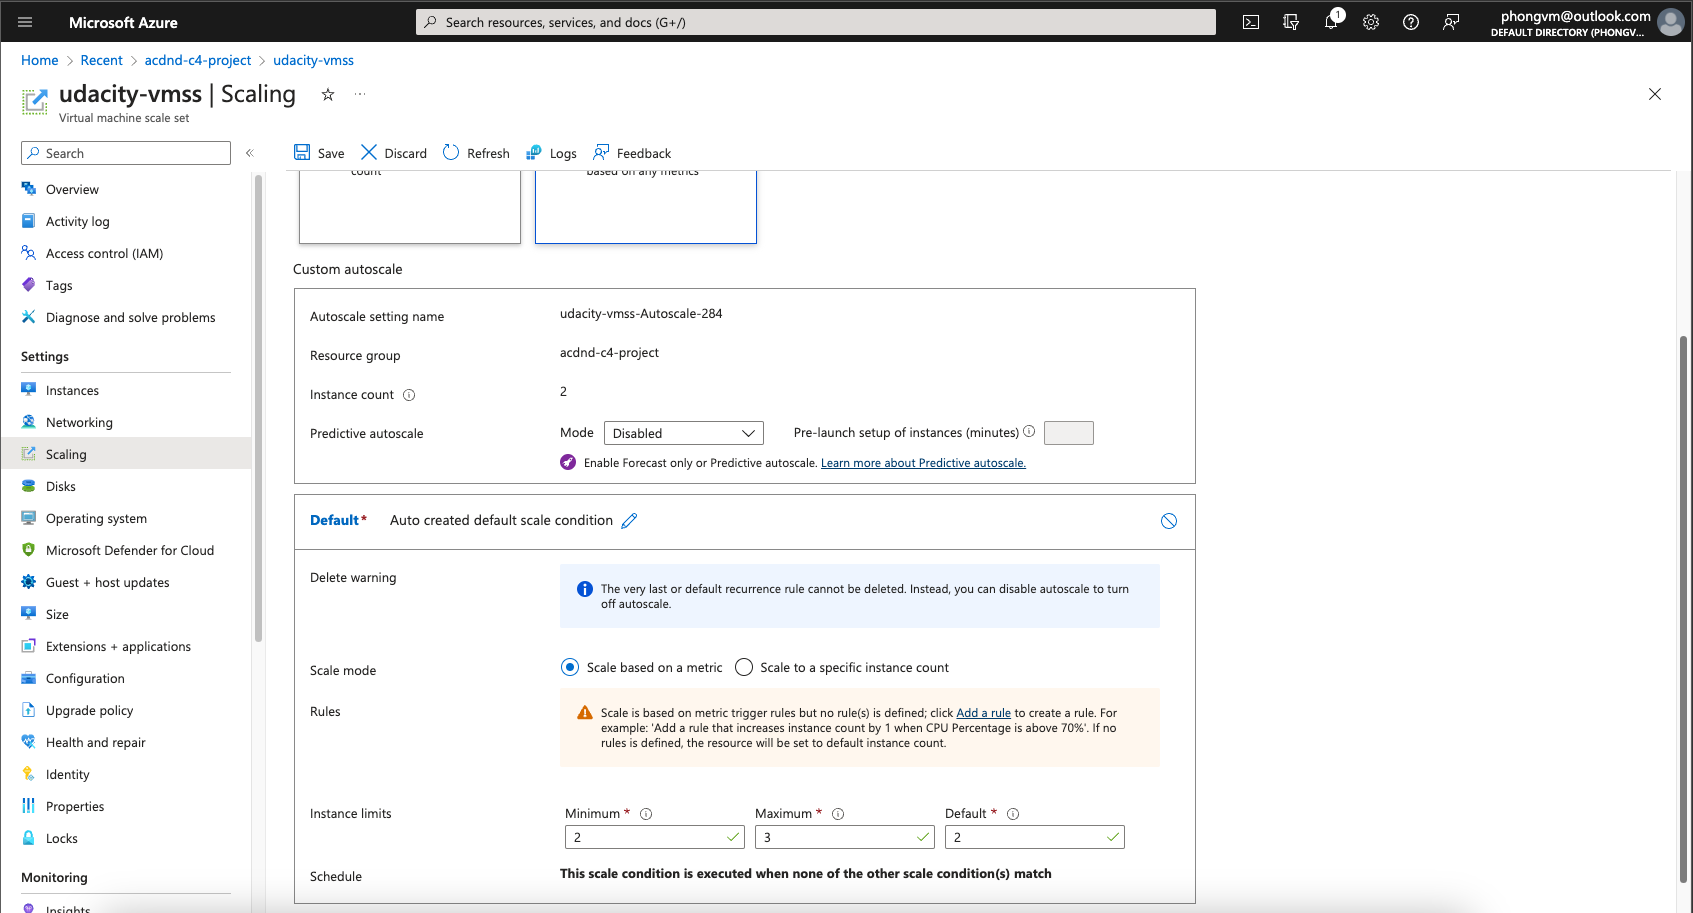 Microsoft Azure
Search resources, services, and docs (G+/)
1
phongvm@outlook.com
DEFAULT DIRECTORY (PHONGV...
Home > Recent > acdnd-c4-project > udacity-vmss
udacity-vmss | Scaling
...
Virtual machine scale set
Search
«
Save
Discard
Refresh
Logs
Feedback
Overview
Activity log
Access control (IAM)
Tags
Diagnose and solve problems
Settings
Instances
Networking
Scaling
Disks
Operating system
Microsoft Defender for Cloud
Guest + host updates
Size
Extensions + applications
Configuration
Upgrade policy
Health and repair
Identity
Properties
Locks
Monitoring
Insights
count
based on any metrics
Custom autoscale
Autoscale setting name
udacity-vmss-Autoscale-284
Resource group
acdnd-c4-project
Instance count
2
Predictive autoscale
Mode
Disabled
Pre-launch setup of instances (minutes)
Enable Forecast only or Predictive autoscale. Learn more about Predictive autoscale.
Default*
Auto created default scale condition
Delete warning
The very last or default recurrence rule cannot be deleted. Instead, you can disable autoscale to turn
off autoscale.
Scale mode
Scale based on a metric
Scale to a specific instance count
Rules
Scale is based on metric trigger rules but no rule(s) is defined; click Add a rule to create a rule. For
example: 'Add a rule that increases instance count by 1 when CPU Percentage is above 70%'. If no
rules is defined, the resource will be set to default instance count.
Instance limits
Minimum *
Maximum *
Default *
2
3
2
Schedule
This scale condition is executed when none of the other scale condition(s) match